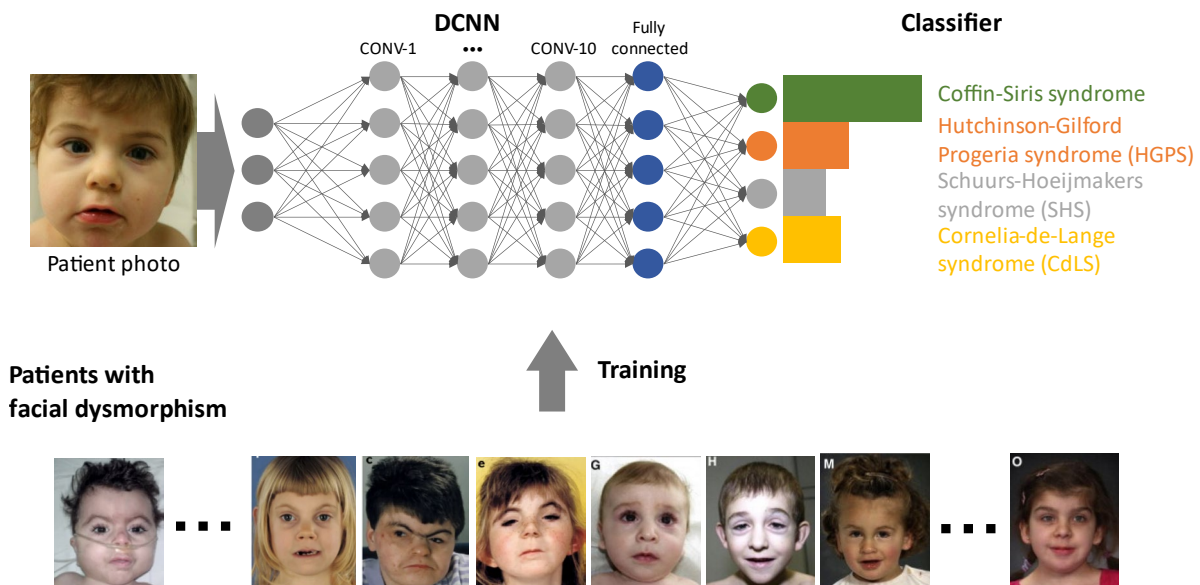 DCNN
Classifier
CONV-1
•••
CONV-10
Fully
connected
Patient photo
Coffin-Siris syndrome
Hutchinson-Gilford
Progeria syndrome (HGPS)
Schuurs-Hoeijmakers
syndrome (SHS)
Cornelia-de-Lange
syndrome (CdLS)
Training
Patients with
facial dysmorphism
c
e
G
H
M
O